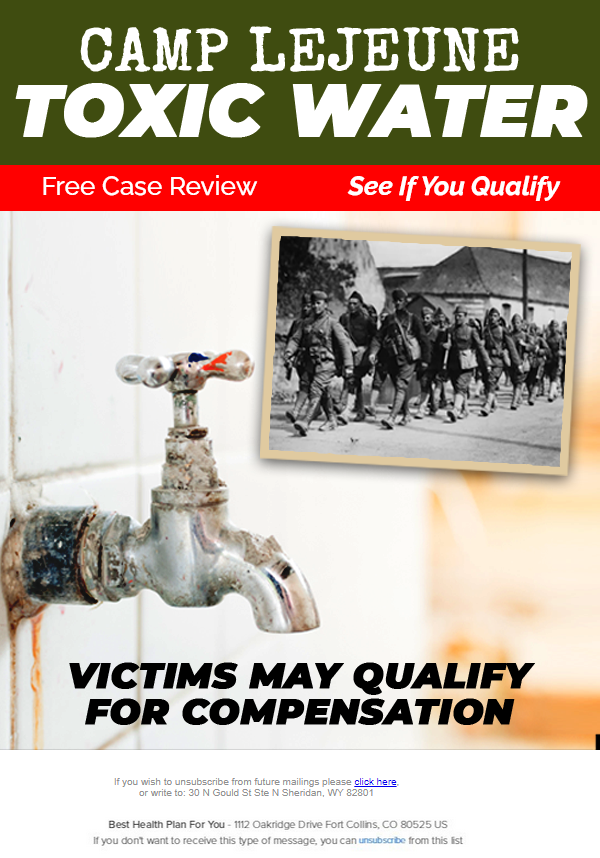 CAMP LEJEUNE
TOXIC WATER
Free Case Review See If You Qualify
VICTIMS MAY QUALIFY
FOR COMPENSATION
If you wish to unsubscribe from future mailings please click here.
or write to: 30 N Gould St Ste N Sheridan, WY 82801
Best Health Plan For You - 1112 Oakridge Drive Fort Collins, CO 80525 US
If you don't want to receive this type of message, you can unsubscribe from this list